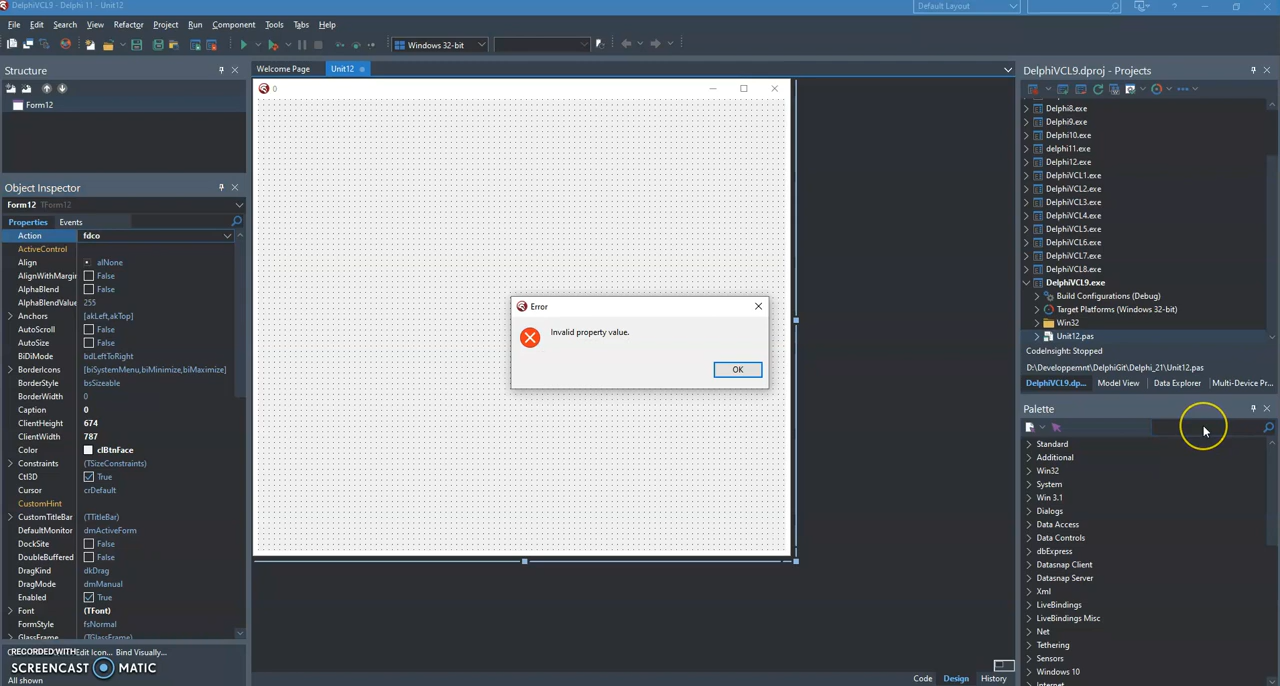 DelphiVCL9 - Delphi 11 - Unit12
Default Layout
File Edit Search View Refactor Project Run Component Tools Tabs Help
Windows 32-bit
Structure
Form12
Object Inspector
Form12 TForm12
Properties Events
Action fdco
ActiveControl
Align alNone
AlignWithMargin False
AlphaBlend False
AlphaBlendValue 255
Anchors [akLeft,akTop]
AutoScroll False
AutoSize False
BiDiMode bdLeftToRight
BorderIcons [biSystemMenu,biMinimize,biMaximize]
BorderStyle bsSizeable
BorderWidth 0
Caption 0
ClientHeight 674
ClientWidth 787
Color clBtnFace
Constraints (TSizeConstraints)
Ctl3D True
Cursor crDefault
CustomHint
CustomTitleBar (TTitleBar)
DefaultMonitor dmActiveForm
DockSite False
DoubleBuffered False
DragKind dkDrag
DragMode dmManual
Enabled True
Font (TFont)
FormStyle fsNormal
GlassFrame (TGlassFrame)
RECORDED WITH Edit Icon... Bind Visually...
SCREENCAST MATIC
All shown
Welcome Page Unit12
0
Error
Invalid property value.
OK
Code Design History
DelphiVCL9.dproj - Projects
Delphi8.exe
Delphi9.exe
Delphi10.exe
delphi11.exe
Delphi12.exe
DelphiVCL1.exe
DelphiVCL2.exe
DelphiVCL3.exe
DelphiVCL4.exe
DelphiVCL5.exe
DelphiVCL6.exe
DelphiVCL7.exe
DelphiVCL8.exe
DelphiVCL9.exe
Build Configurations (Debug)
Target Platforms (Windows 32-bit)
Win32
Unit12.pas
CodeInsight: Stopped
D:\Developpemnt\DelphiGit\Delphi_21\Unit12.pas
DelphiVCL9.dp... Model View Data Explorer Multi-Device Pr...
Palette
Standard
Additional
Win32
System
Win 3.1
Dialogs
Data Access
Data Controls
dbExpress
Datasnap Client
Datasnap Server
Xml
LiveBindings
LiveBindings Misc
Net
Tethering
Sensors
Windows 10
Internet